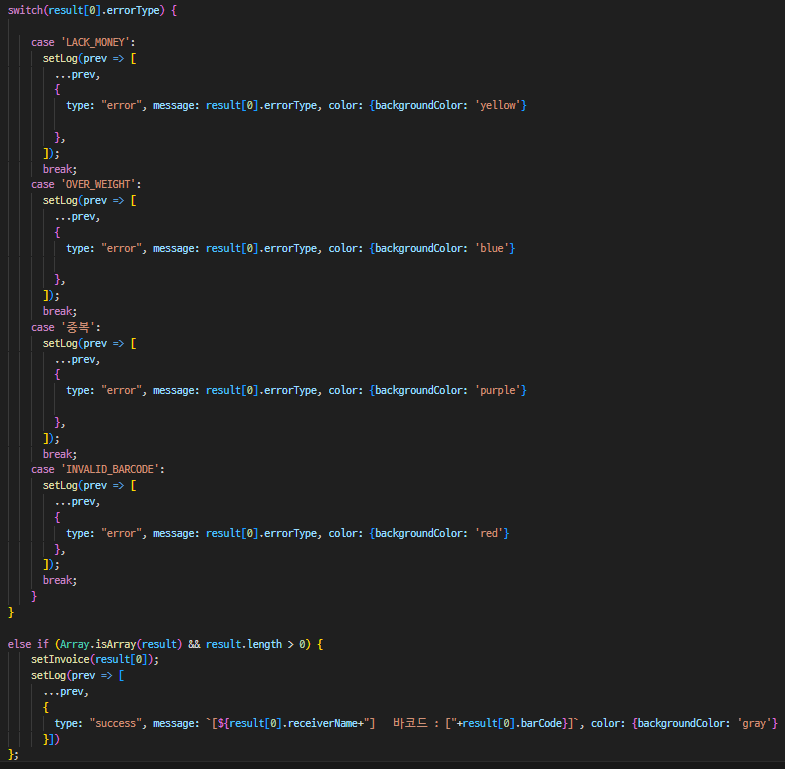 switch(result[0].errorType) {
case 'LACK_MONEY':
setLog(prev => [
...prev,
{
type: "error", message: result[0].errorType, color: {backgroundColor: 'yellow'}
},
]);
break;
case 'OVER_WEIGHT':
setLog(prev => [
...prev,
{
type: "error", message: result[0].errorType, color: {backgroundColor: 'blue'}
},
]);
break;
case '중복':
setLog(prev => [
...prev,
{
type: "error", message: result[0].errorType, color: {backgroundColor: 'purple'}
},
]);
break;
case 'INVALID_BARCODE':
setLog(prev => [
...prev,
{
type: "error", message: result[0].errorType, color: {backgroundColor: 'red'}
},
]);
break;
}
}
else if (Array.isArray(result) && result.length > 0) {
setInvoice(result[0]);
setLog(prev => [
...prev,
{
type: "success", message: `[${result[0].receiverName+"]   바코드 : ["+result[0].barCode}]`, color: {backgroundColor: 'gray'}
}])
};